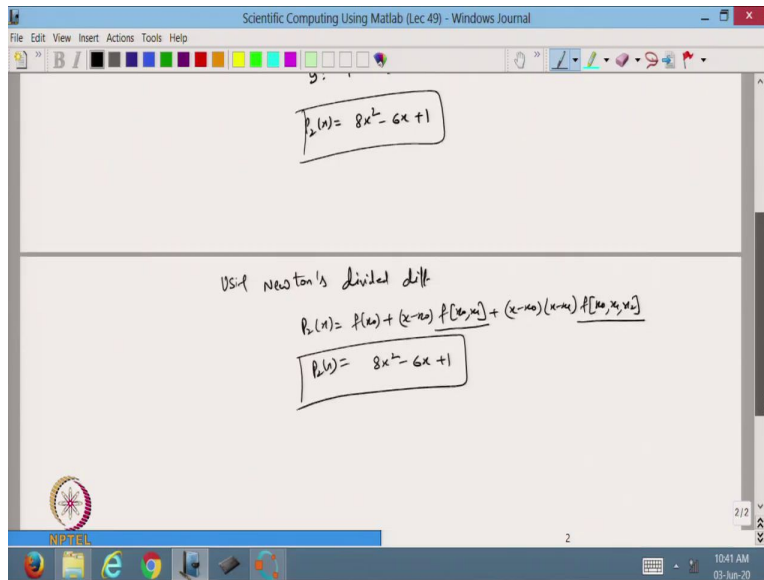 Scientific Computing Using Matlab (Lec 49) - Windows Journal
File Edit View Insert Actions Tools Help
B I
y:
P₂(x) = 8x² - 6x + 1
Using Newton's divided diff
P₂(x) = f(x₀) + (x-x₀) f[x₀,x₁] + (x-x₀)(x-x₁) f[x₀,x₁,x₂]
P₂(x) = 8x² - 6x + 1
NPTEL
2/2
2
10:41 AM
03-Jun-20